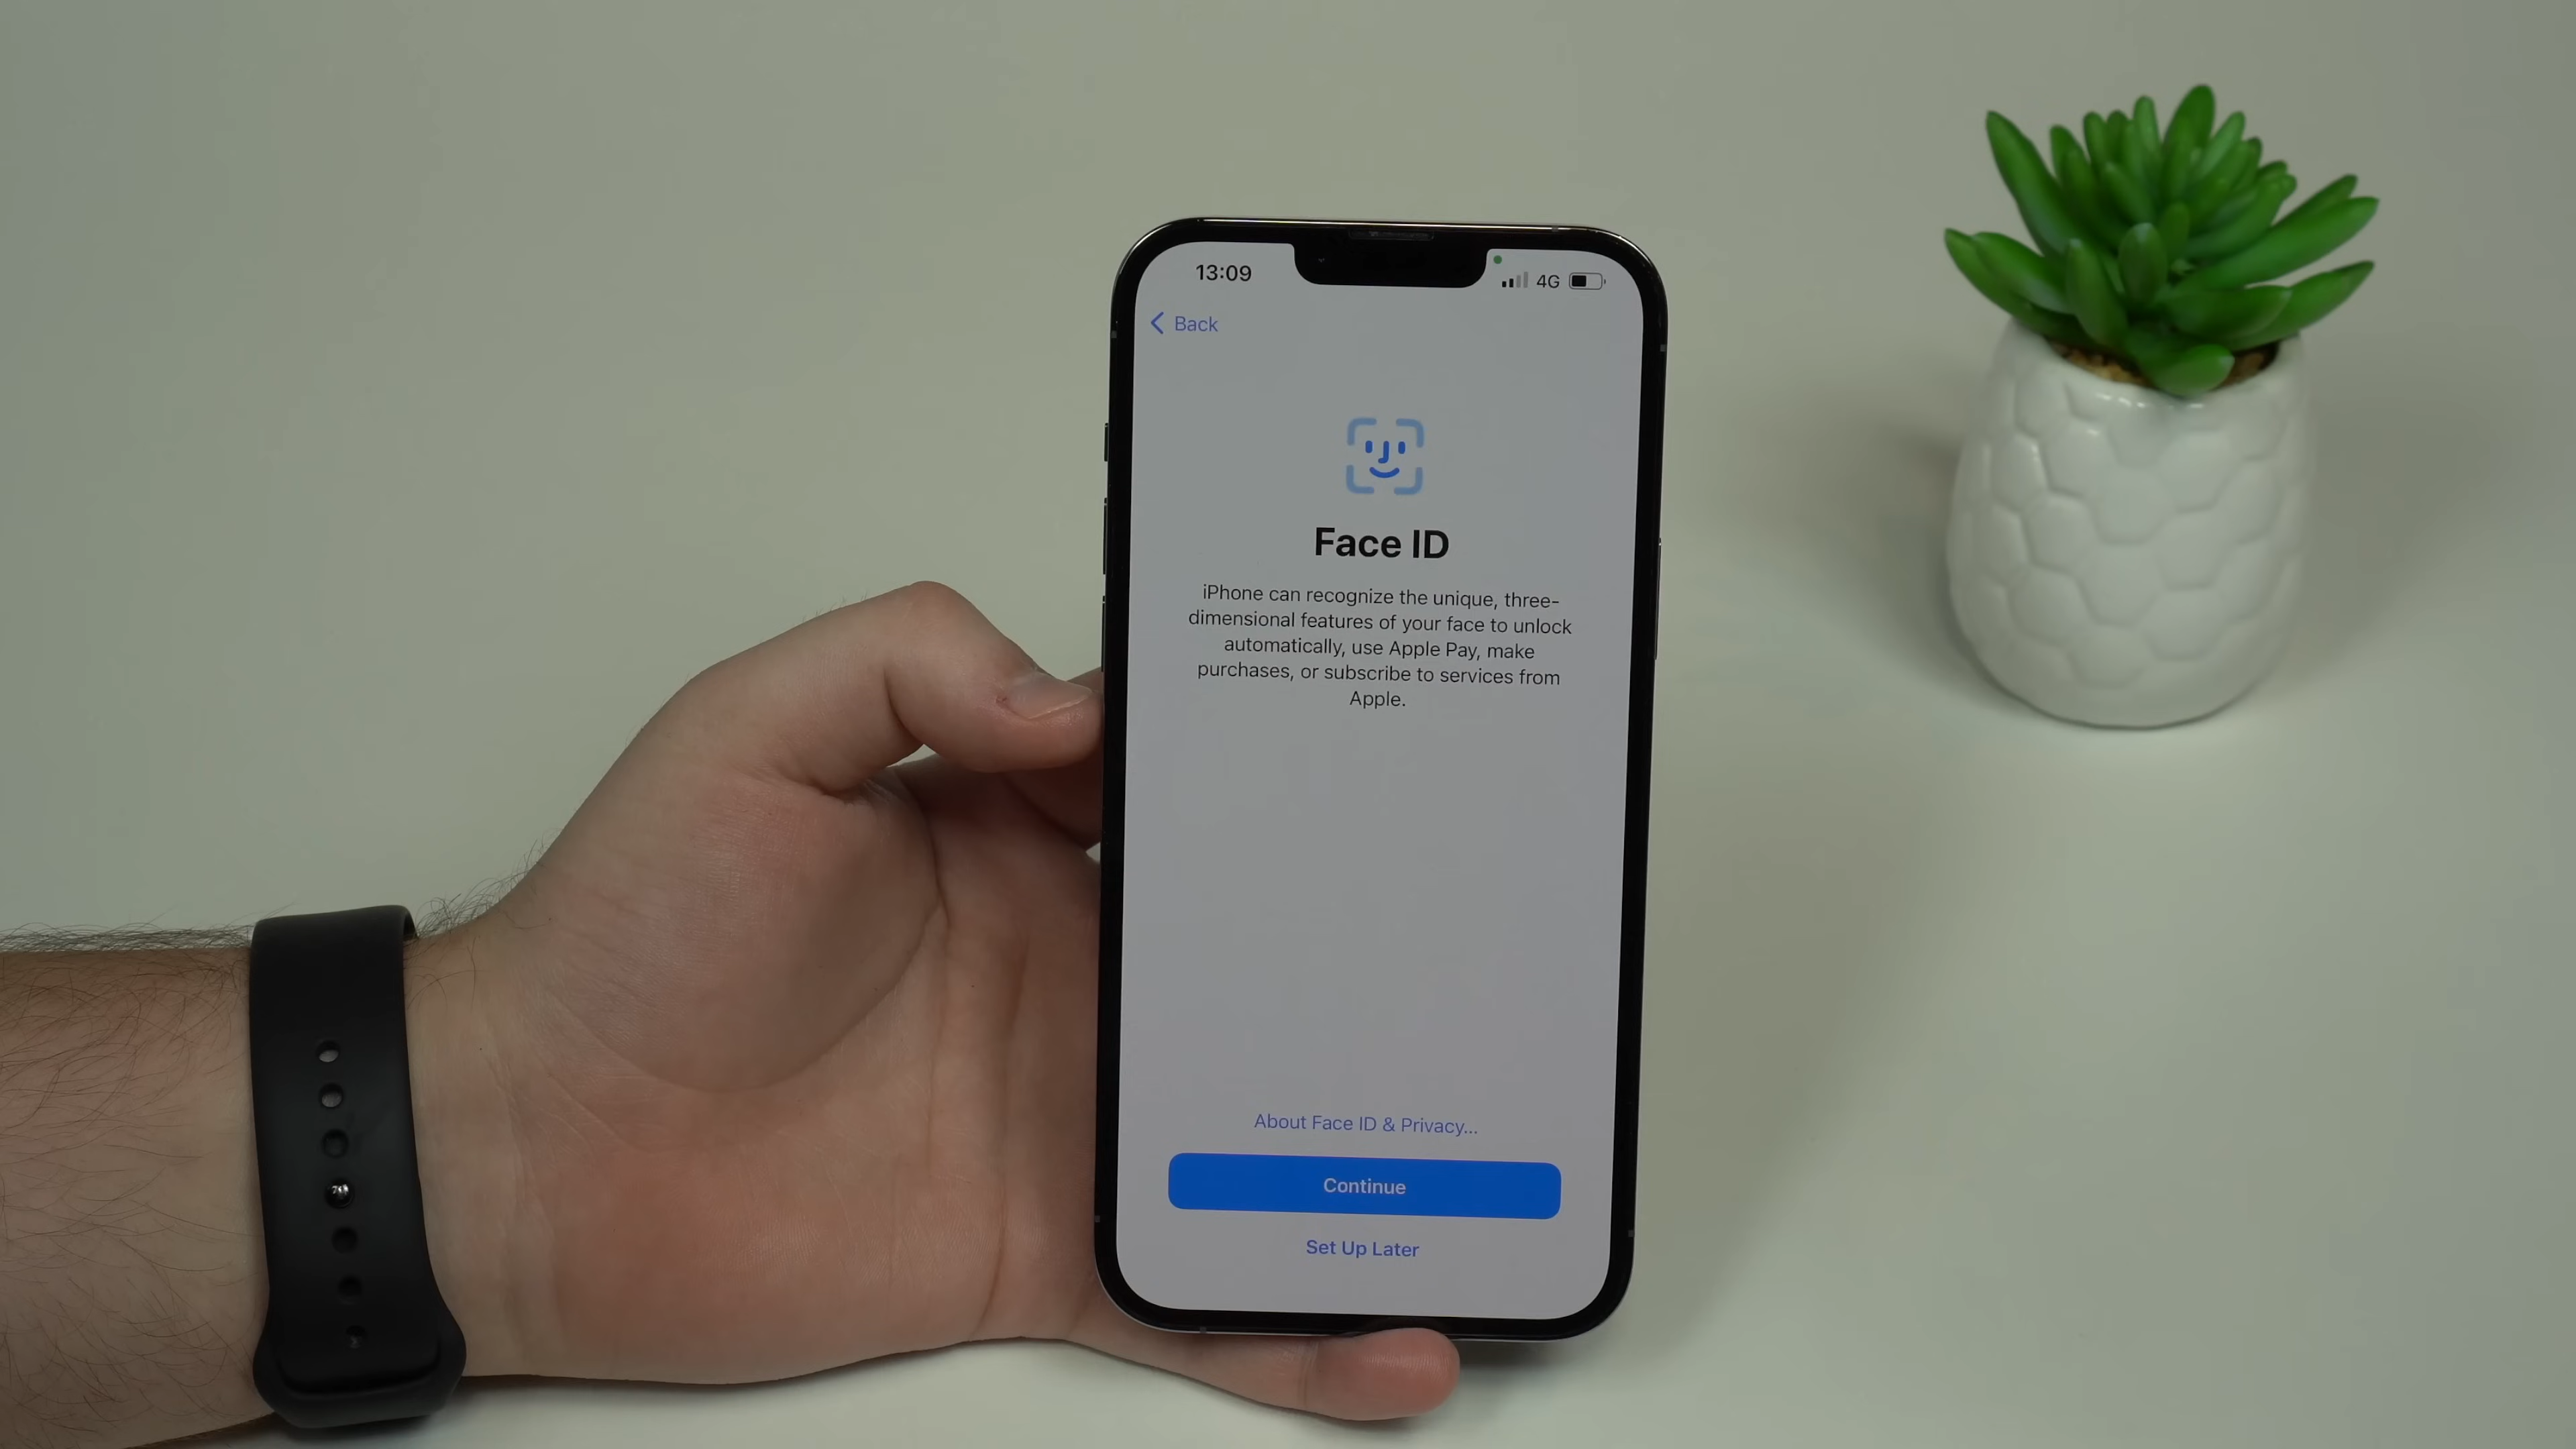 13:09
4G
Back
Face ID
iPhone can recognize the unique, three-
dimensional features of your face to unlock
automatically, use Apple Pay, make
purchases, or subscribe to services from
Apple.
About Face ID & Privacy...
Continue
Set Up Later